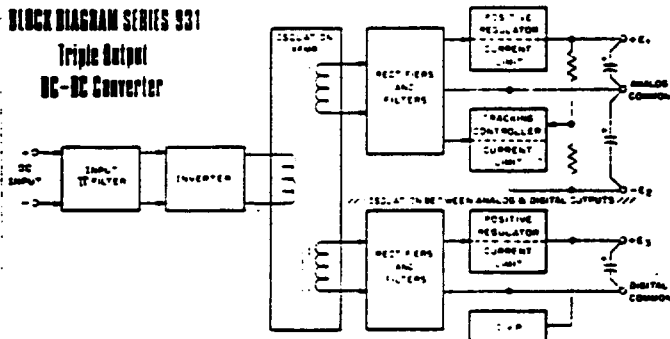 BLOCK DIAGRAM SERIES 931
Triple Output
DC-DC Converter
DC
INPUT
+
-
INPUT
π FILTER
INVERTER
ISOLATION
XFMR
RECTIFIERS
AND
FILTERS
POSITIVE
REGULATOR
CURRENT
LIMIT
TRACKING
CONTROLLER
CURRENT
LIMIT
+E₁
ANALOG
COMMON
-E₂
// ISOLATION BETWEEN ANALOG & DIGITAL OUTPUTS ///
RECTIFIERS
AND
FILTERS
POSITIVE
REGULATOR
CURRENT
LIMIT
+E₃
DIGITAL
COMMON